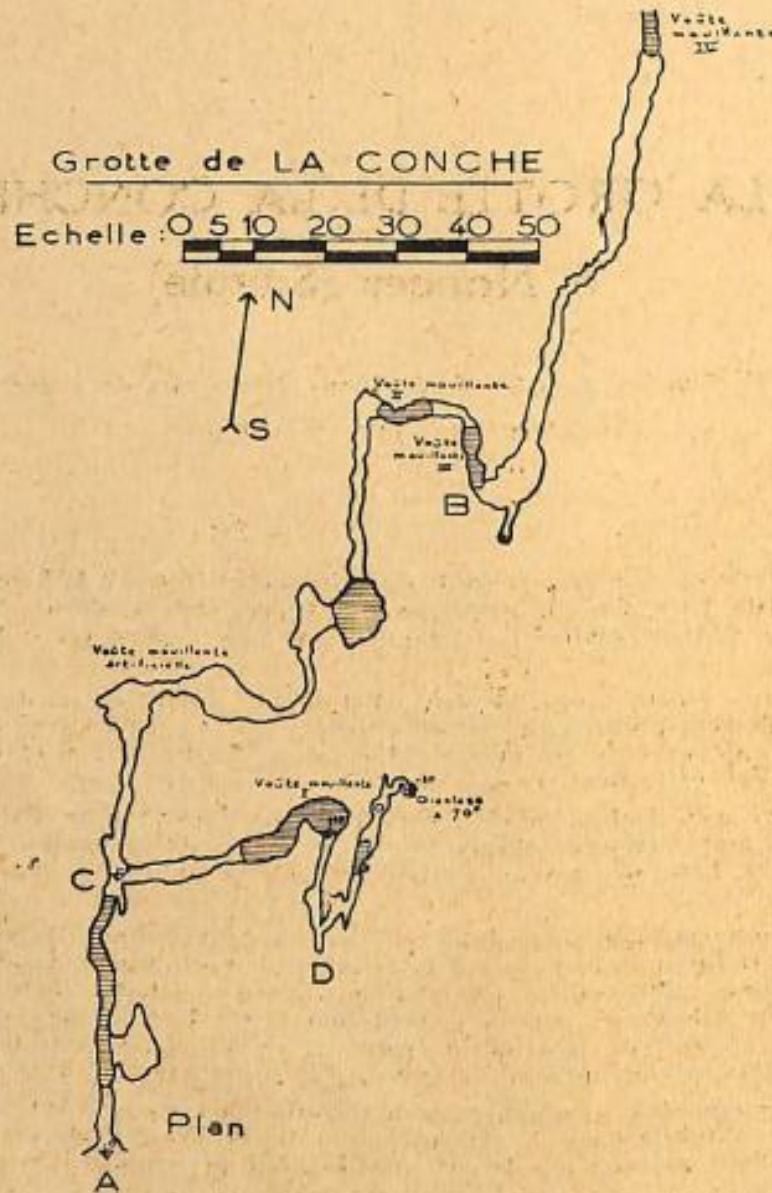 Voûte
mouillante
IV
Grotte de LA CONCHE
Echelle : 0 5 10 20 30 40 50
N
S
Voûte mouillante
II
Voûte
mouillante
III
B
Voûte mouillante
artificielle
Voûte mouillante
I
Diaclase
à 70°
C
D
Plan
A